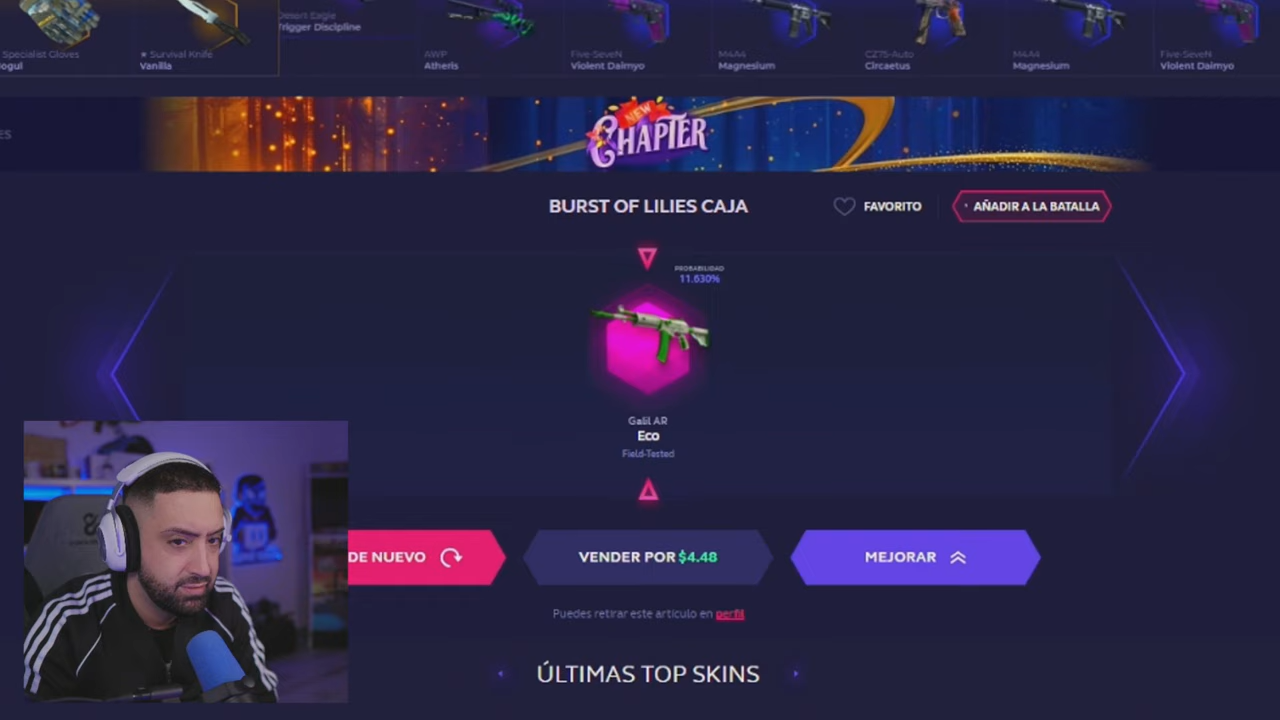 Specialist Gloves
ogul
★ Survival Knife
Vanilla
Desert Eagle
Trigger Discipline
AWP
Atheris
Five-SeveN
Violent Daimyo
M4A4
Magnesium
CZ75-Auto
Circaetus
M4A4
Magnesium
Five-SeveN
Violent Daimyo
ES
NEW
CHAPTER
BURST OF LILIES CAJA
FAVORITO
AÑADIR A LA BATALLA
PROBABILIDAD
11.630%
Galil AR
Eco
Field-Tested
DE NUEVO
VENDER POR $4.48
MEJORAR
Puedes retirar este artículo en perfil
ÚLTIMAS TOP SKINS